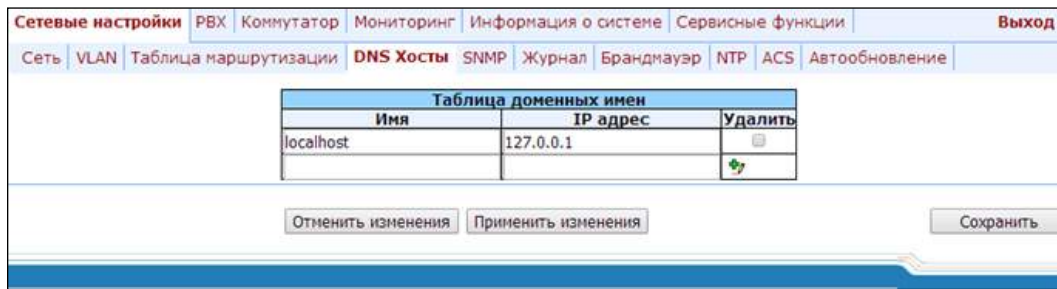 Сетевые настройки PBX Коммутатор Мониторинг Информация о системе Сервисные функции Выход
Сеть VLAN Таблица маршрутизации DNS Хосты SNMP Журнал Брандмауэр NTP ACS Автообновление
Таблица доменных имен
Имя IP адрес Удалить
localhost 127.0.0.1
Отменить изменения Применить изменения Сохранить